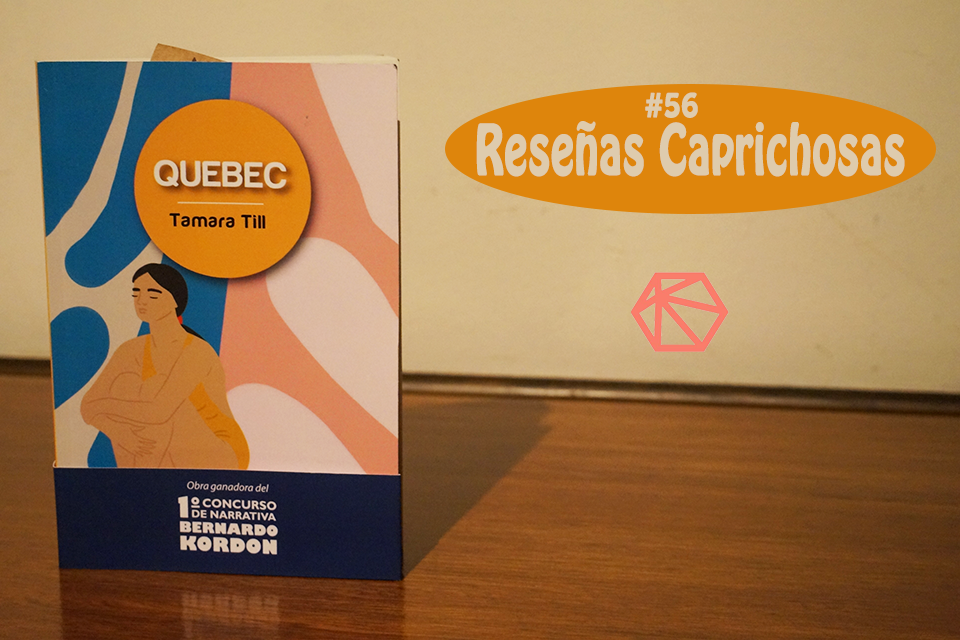 QUEBEC
Tamara Till
Obra ganadora del
1º CONCURSO
DE NARRATIVA
BERNARDO
KORDON
#56
Reseñas Caprichosas